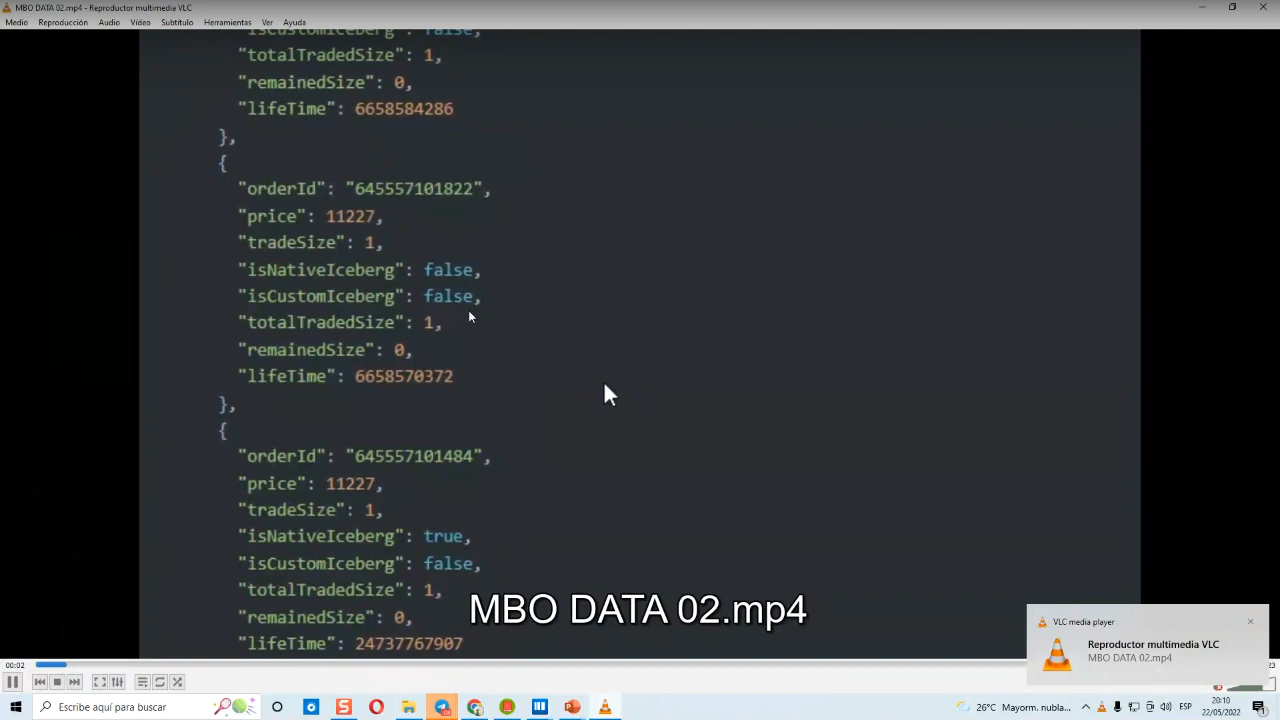 MBO DATA 02.mp4 - Reproductor multimedia VLC
Medio Reproducción Audio Vídeo Subtítulo Herramientas Ver Ayuda
"isCustomIceberg": false,
"totalTradedSize": 1,
"remainedSize": 0,
"lifeTime": 6658584286
},
{
"orderId": "645557101822",
"price": 11227,
"tradeSize": 1,
"isNativeIceberg": false,
"isCustomIceberg": false,
"totalTradedSize": 1,
"remainedSize": 0,
"lifeTime": 6658570372
},
{
"orderId": "645557101484",
"price": 11227,
"tradeSize": 1,
"isNativeIceberg": true,
"isCustomIceberg": false,
"totalTradedSize": 1,
"remainedSize": 0,
"lifeTime": 24737767907
MBO DATA 02.mp4
VLC media player
Reproductor multimedia VLC
MBO DATA 02.mp4
00:02
23
Escribe aquí para buscar
26°C Mayorm. nubla...
ESP
20:10
22/05/2022